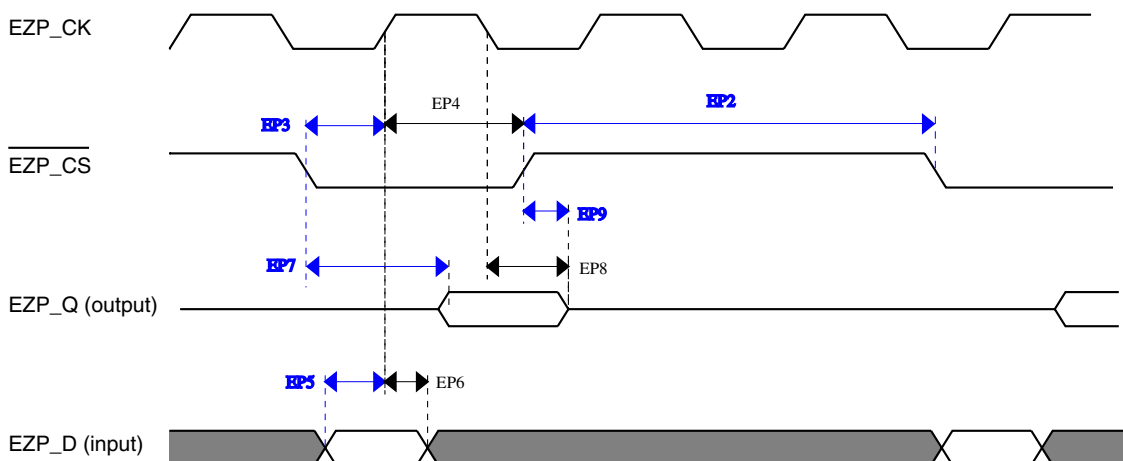 EZP_CK
EP4
EP2
EP3
EZP_CS
EP9
EP7
EP8
EZP_Q (output)
EP5
EP6
EZP_D (input)